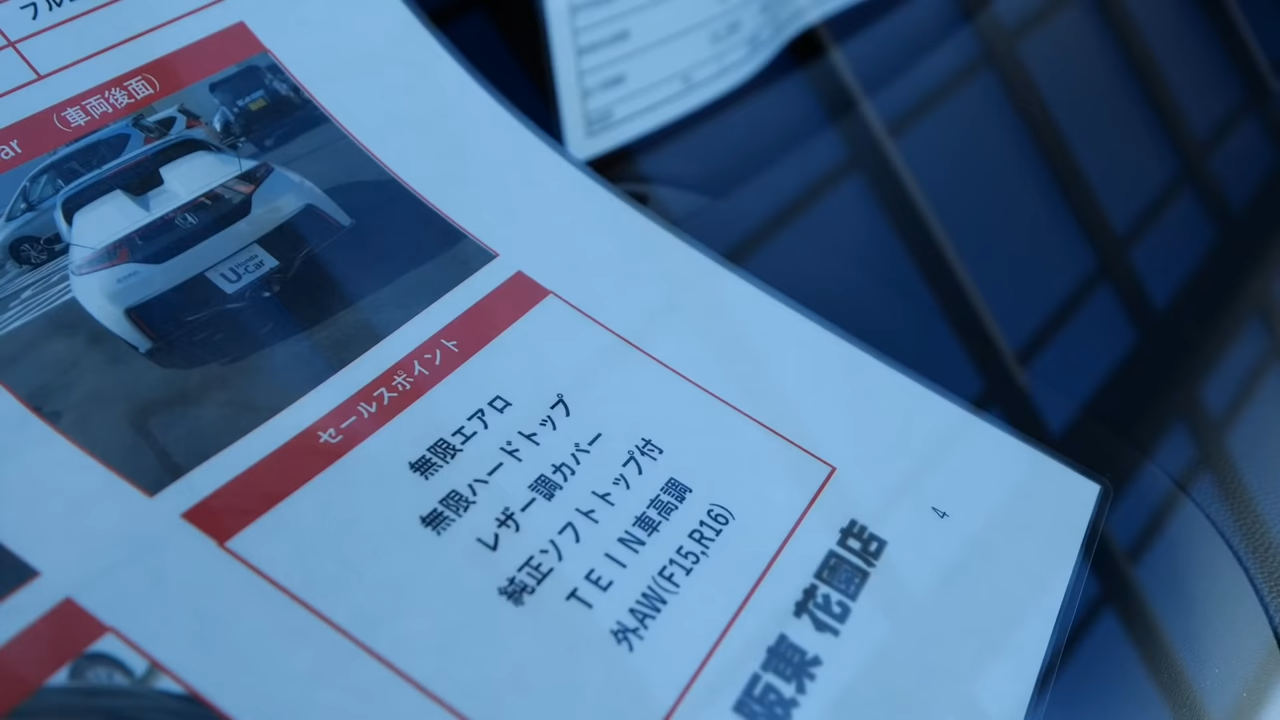 フル
ar （車両後面）
U Honda
-Car
セールスポイント
無限エアロ
無限ハードトップ
レザー調カバー
純正ソフトトップ付
ＴＥＩＮ車高調
外AW(F15,R16)
阪東 花園店
4